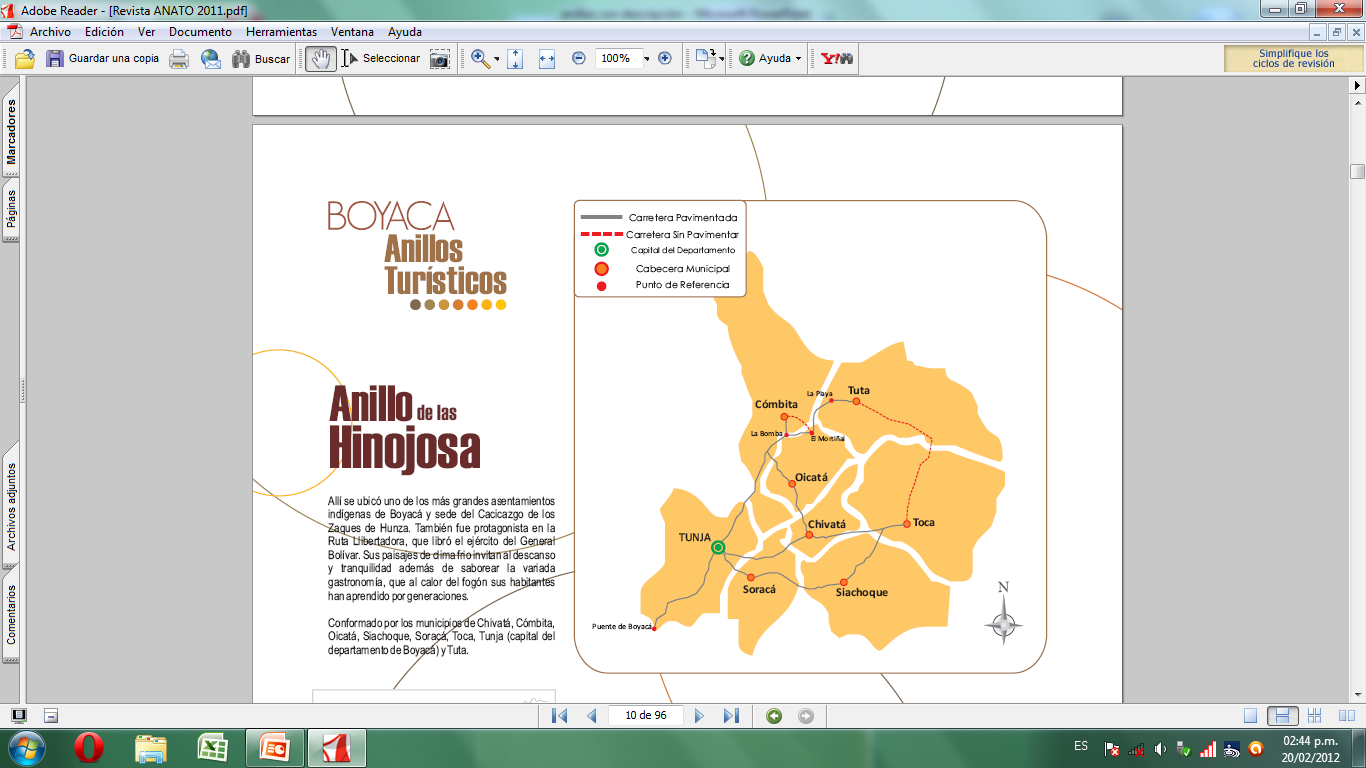 Adobe Reader - [Revista ANATO 2011.pdf]
Archivo Edición Ver Documento Herramientas Ventana Ayuda
Guardar una copia Buscar Seleccionar 100% Ayuda Y!
Simplifique los
ciclos de revisión
Marcadores
Páginas
Archivos adjuntos
Comentarios
BOYACA
Anillos
Turísticos
Anillo de las
Hinojosa
Allí se ubicó uno de los más grandes asentamientos
indígenas de Boyacá y sede del Cacicazgo de los
Zaques de Hunza. También fue protagonista en la
Ruta Llibertadora, que libró el ejército del General
Bolívar. Sus paisajes de clima frio invitan al descanso
y tranquilidad además de saborear la variada
gastronomía, que al calor del fogón sus habitantes
han aprendido por generaciones.
Conformado por los municipios de Chivatá, Cómbita,
Oicatá, Siachoque, Soracá, Toca, Tunja (capital del
departamento de Boyacá) y Tuta.
Carretera Pavimentada
Carretera Sin Pavimentar
Capital del Departamento
Cabecera Municipal
Punto de Referencia
La Playa
Tuta
Cómbita
La Bomba
El Mortiñal
Oicatá
Chivatá
Toca
TUNJA
Soracá
Siachoque
Puente de Boyacá
N
10 de 96
ES
02:44 p.m.
20/02/2012